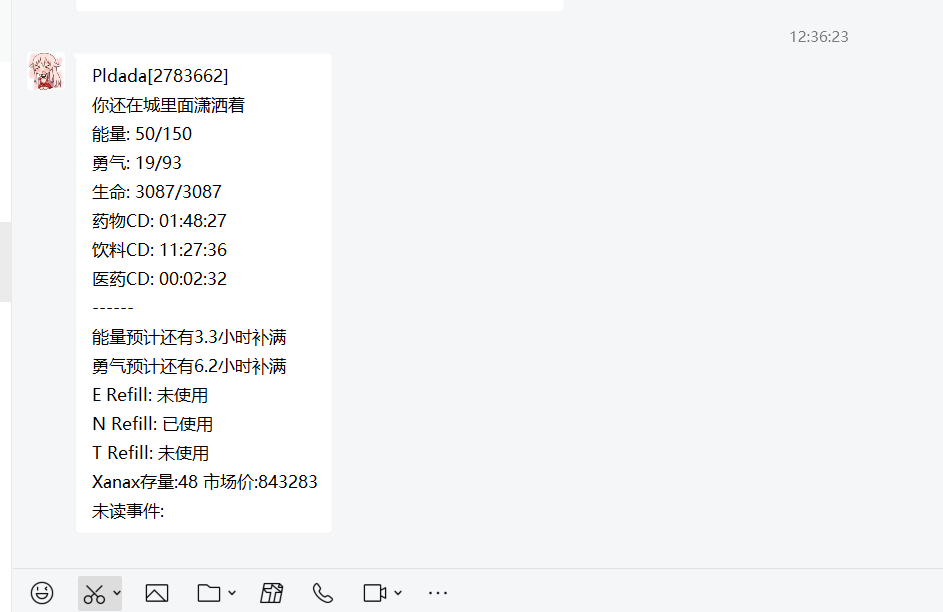 12:36:23
Pldada[2783662]
你还在城里面潇洒着
能量: 50/150
勇气: 19/93
生命: 3087/3087
药物CD: 01:48:27
饮料CD: 11:27:36
医药CD: 00:02:32
------
能量预计还有3.3小时补满
勇气预计还有6.2小时补满
E Refill: 未使用
N Refill: 已使用
T Refill: 未使用
Xanax存量:48 市场价:843283
未读事件: